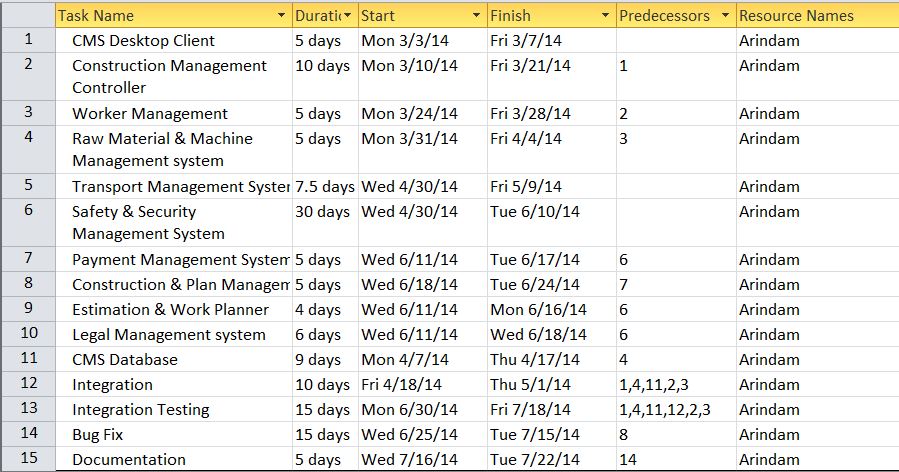 Task Name Duratic Start Finish Predecessors Resource Names
1 CMS Desktop Client 5 days Mon 3/3/14 Fri 3/7/14 Arindam
2 Construction Management 10 days Mon 3/10/14 Fri 3/21/14 1 Arindam
Controller
3 Worker Management 5 days Mon 3/24/14 Fri 3/28/14 2 Arindam
4 Raw Material & Machine 5 days Mon 3/31/14 Fri 4/4/14 3 Arindam
Management system
5 Transport Management Syster 7.5 days Wed 4/30/14 Fri 5/9/14 Arindam
6 Safety & Security 30 days Wed 4/30/14 Tue 6/10/14 Arindam
Management System
7 Payment Management System 5 days Wed 6/11/14 Tue 6/17/14 6 Arindam
8 Construction & Plan Managem 5 days Wed 6/18/14 Tue 6/24/14 7 Arindam
9 Estimation & Work Planner 4 days Wed 6/11/14 Mon 6/16/14 6 Arindam
10 Legal Management system 6 days Wed 6/11/14 Wed 6/18/14 6 Arindam
11 CMS Database 9 days Mon 4/7/14 Thu 4/17/14 4 Arindam
12 Integration 10 days Fri 4/18/14 Thu 5/1/14 1,4,11,2,3 Arindam
13 Integration Testing 15 days Mon 6/30/14 Fri 7/18/14 1,4,11,12,2,3 Arindam
14 Bug Fix 15 days Wed 6/25/14 Tue 7/15/14 8 Arindam
15 Documentation 5 days Wed 7/16/14 Tue 7/22/14 14 Arindam